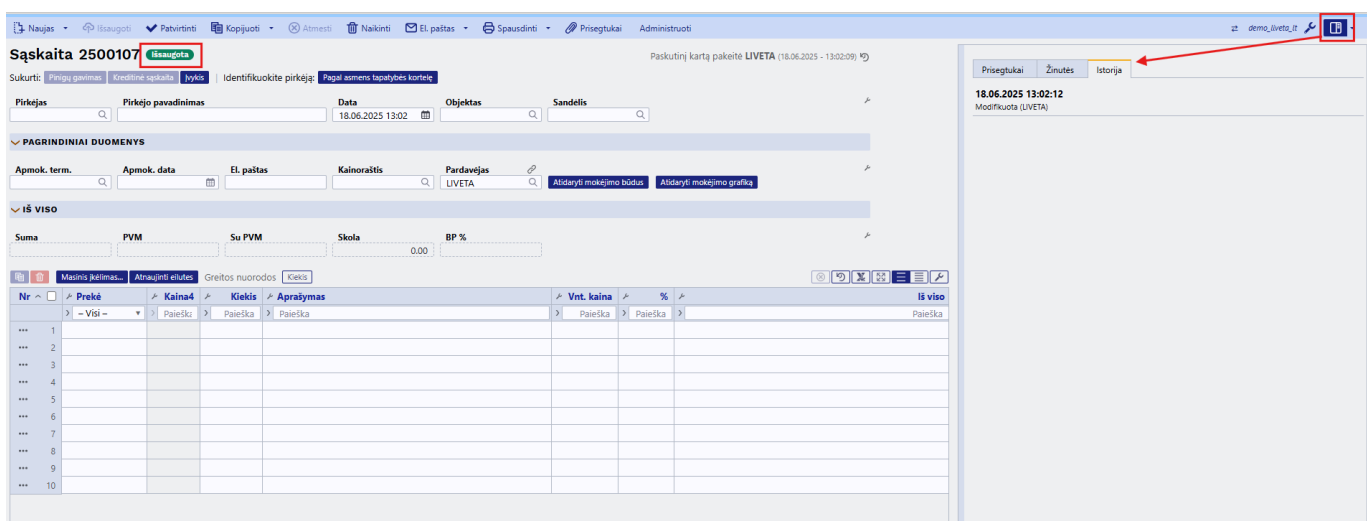 Naujas Išsaugoti Patvirtinti Kopijuoti Atmesti Naikinti El. paštas Spausdinti Prisegtukai Administruoti demo_liveta_lt
Sąskaita 2500107 Išsaugota Paskutinį kartą pakeitė LIVETA (18.06.2025 - 13:02:09)
Sukurti: Pinigų gavimas Kreditinė sąskaita Įvykis Identifikuokite pirkėją: Pagal asmens tapatybės kortelę
Pirkėjas Pirkėjo pavadinimas Data Objektas Sandėlis
18.06.2025 13:02
PAGRINDINIAI DUOMENYS
Apmok. term. Apmok. data El. paštas Kainoraštis Pardavėjas
LIVETA Atidaryti mokėjimo būdus Atidaryti mokėjimo grafiką
IŠ VISO
Suma PVM Su PVM Skola BP %
0.00
Masinis įkėlimas... Atnaujinti eilutes Greitos nuorodos Kiekis
Nr Prekė Kaina4 Kiekis Aprašymas Vnt. kaina % Iš viso
– Visi – Paieška Paieška Paieška Paieška Paieška Paieška
1
2
3
4
5
6
7
8
9
10
Prisegtukai Žinutės Istorija
18.06.2025 13:02:12
Modifikuota (LIVETA)